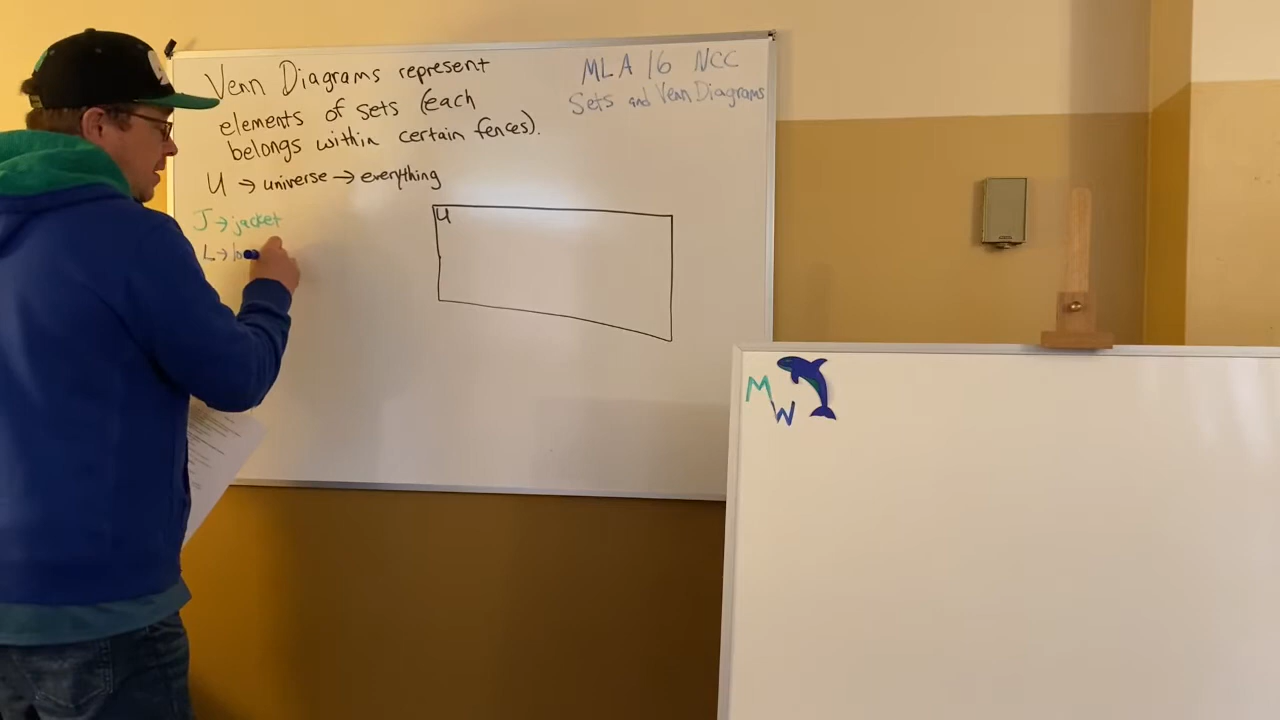 Venn Diagrams represent
elements of sets (each
belongs within certain fences).
MLA 16 NCC
Sets and Venn Diagrams
U → universe → everything
J → jacket
L →
U
M
W